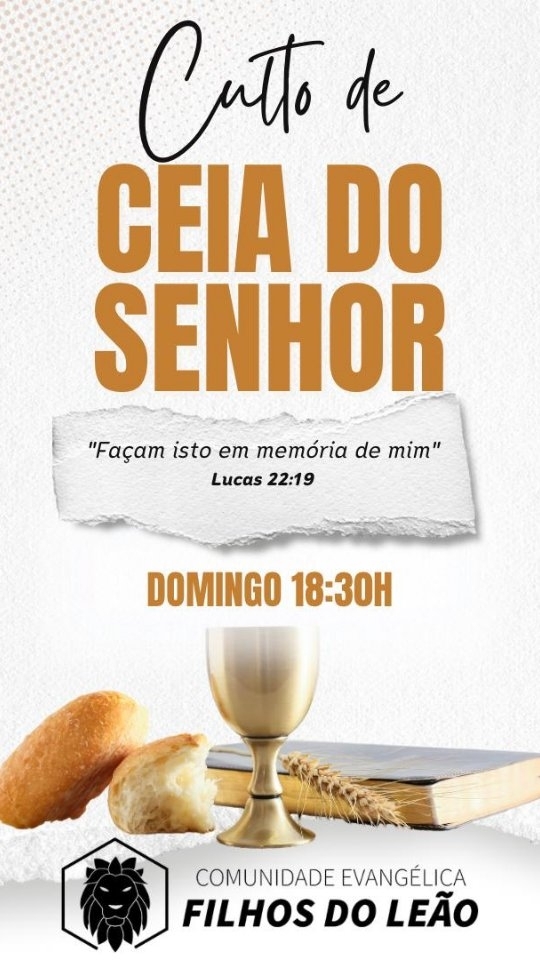 Culto de
CEIA DO
SENHOR
"Façam isto em memória de mim"
Lucas 22:19
DOMINGO 18:30H
COMUNIDADE EVANGÉLICA
FILHOS DO LEÃO